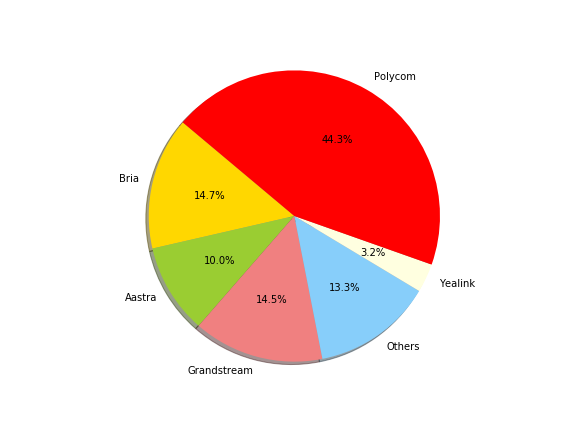 Polycom
44.3%
Bria
14.7%
Aastra
10.0%
Grandstream
14.5%
Others
13.3%
Yealink
3.2%